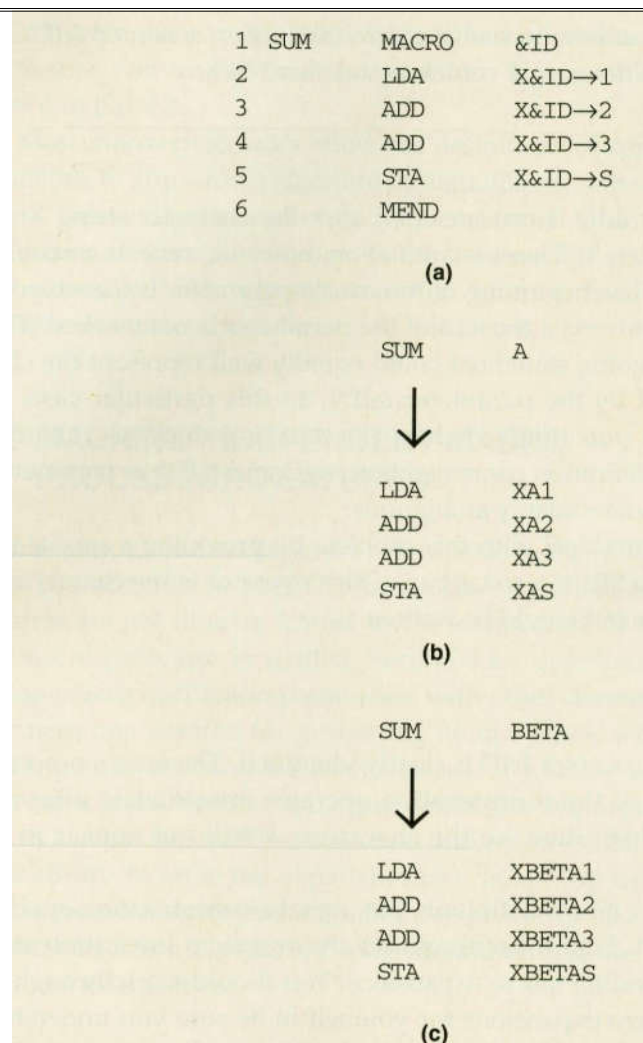 1 SUM MACRO &ID
2 LDA X&ID→1
3 ADD X&ID→2
4 ADD X&ID→3
5 STA X&ID→S
6 MEND
(a)
SUM A
LDA XA1
ADD XA2
ADD XA3
STA XAS
(b)
SUM BETA
LDA XBETA1
ADD XBETA2
ADD XBETA3
STA XBETAS
(c)